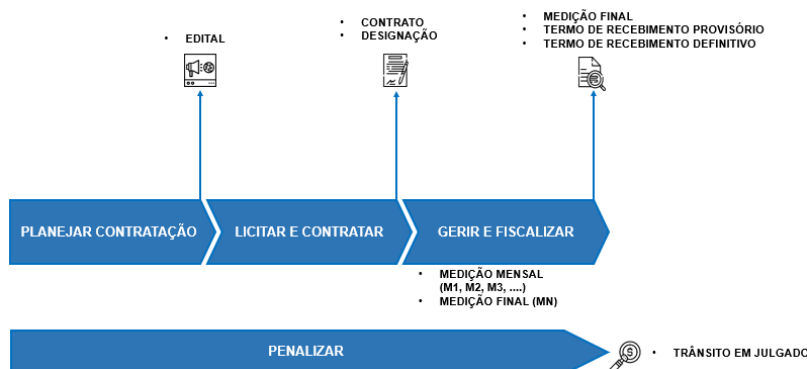 • EDITAL
• CONTRATO
• DESIGNAÇÃO
• MEDIÇÃO FINAL
• TERMO DE RECEBIMENTO PROVISÓRIO
• TERMO DE RECEBIMENTO DEFINITIVO
PLANEJAR CONTRATAÇÃO
LICITAR E CONTRATAR
GERIR E FISCALIZAR
• MEDIÇÃO MENSAL
(M1, M2, M3, ....)
• MEDIÇÃO FINAL (MN)
PENALIZAR
• TRÂNSITO EM JULGADO